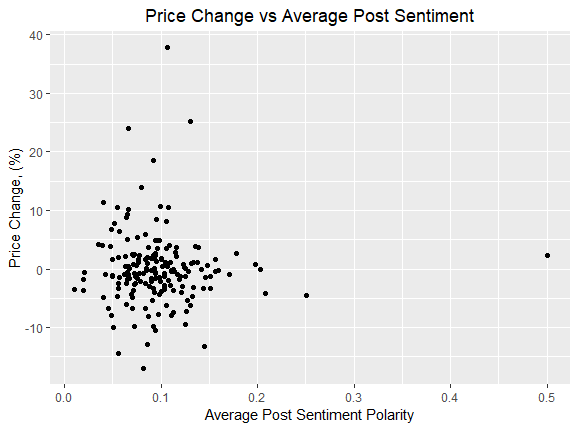 Price Change vs Average Post Sentiment
40
30
20
10
0
-10
Price Change, (%)
0.0 0.1 0.2 0.3 0.4 0.5
Average Post Sentiment Polarity